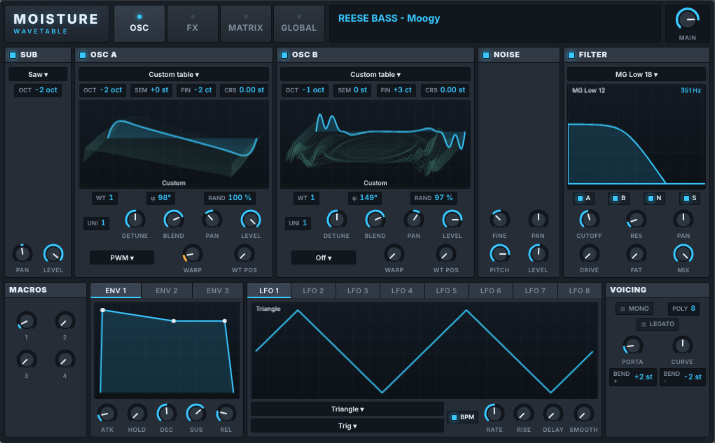 MOISTURE
WAVETABLE
OSC
FX
MATRIX
GLOBAL
REESE BASS - Moogy
MAIN
SUB
Saw ▾
OCT -2 oct
PAN
LEVEL
OSC A
Custom table ▾
OCT -2 oct
SEM +0 st
FIN -2 ct
CRS 0.00 st
Custom
WT 1
φ 98°
RAND 100 %
UNI 1
DETUNE
BLEND
PAN
LEVEL
PWM ▾
WARP
WT POS
OSC B
Custom table ▾
OCT -1 oct
SEM 0 st
FIN +3 ct
CRS 0.00 st
Custom
WT 1
φ 149°
RAND 97 %
UNI 1
DETUNE
BLEND
PAN
LEVEL
Off ▾
WARP
WT POS
NOISE
FINE
PAN
PITCH
LEVEL
FILTER
MG Low 18 ▾
MG Low 12
351 Hz
A
B
N
S
CUTOFF
RES
PAN
DRIVE
FAT
MIX
MACROS
1
2
3
4
ENV 1
ENV 2
ENV 3
ATK
HOLD
DEC
SUS
REL
LFO 1
LFO 2
LFO 3
LFO 4
LFO 5
LFO 6
LFO 7
LFO 8
Triangle
Triangle ▾
Trig ▾
BPM
RATE
RISE
DELAY
SMOOTH
VOICING
MONO
POLY 8
LEGATO
PORTA
CURVE
BEND + +2 st
BEND - -2 st